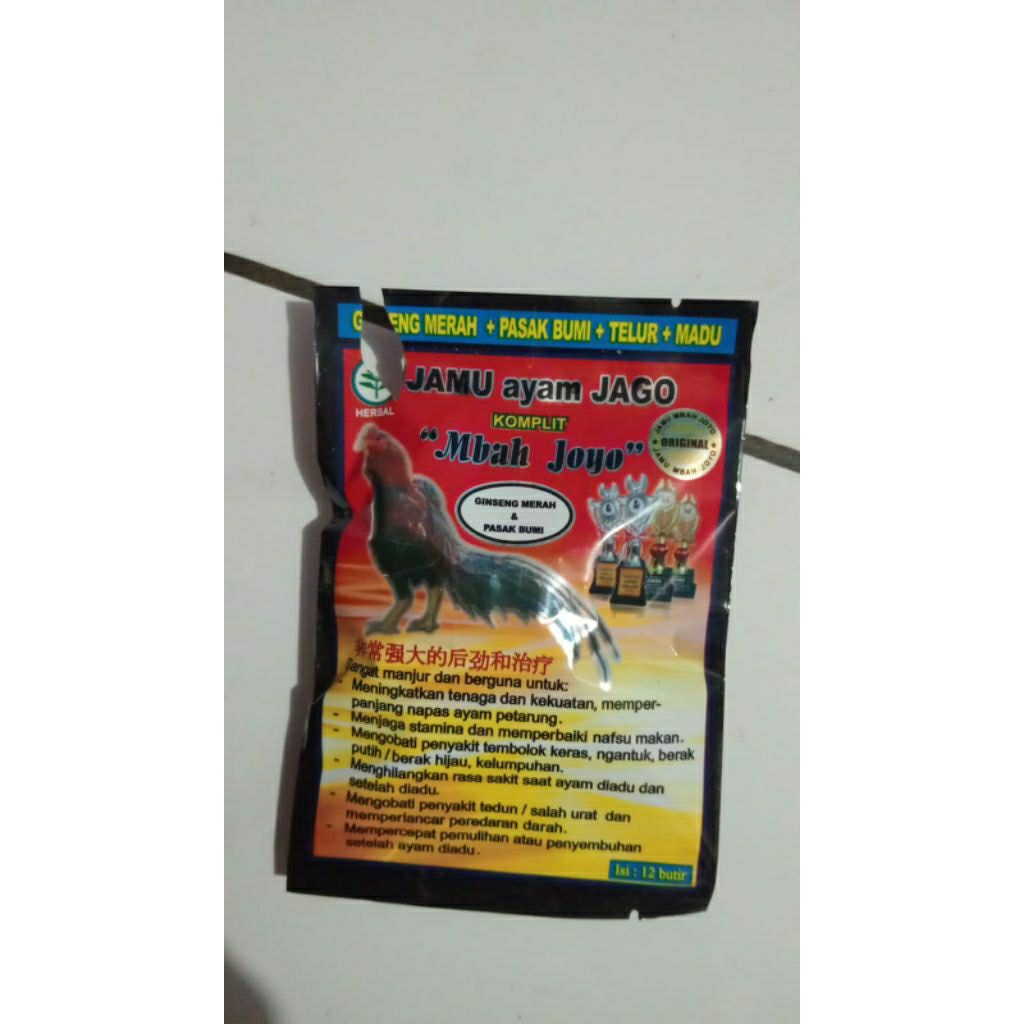 GINSENG MERAH + PASAK BUMI + TELUR + MADU
JAMU ayam JAGO
HERBAL
KOMPLIT
"Mbah Joyo"
JAMU MBAH JOYO
ORIGINAL
JAMU MBAH JOYO
GINSENG MERAH
&
PASAK BUMI
非常强大的后劲和治疗
Sangat manjur dan berguna untuk:
- Meningkatkan tenaga dan kekuatan, memper-
panjang napas ayam petarung.
- Menjaga stamina dan memperbaiki nafsu makan.
- Mengobati penyakit tembolok keras, ngantuk, berak
putih / berak hijau, kelumpuhan.
- Menghilangkan rasa sakit saat ayam diadu dan
setelah diadu.
- Mengobati penyakit tedun / salah urat dan
memperlancar peredaran darah.
- Mempercepat pemulihan atau penyembuhan
setelah ayam diadu.
Isi : 12 butir